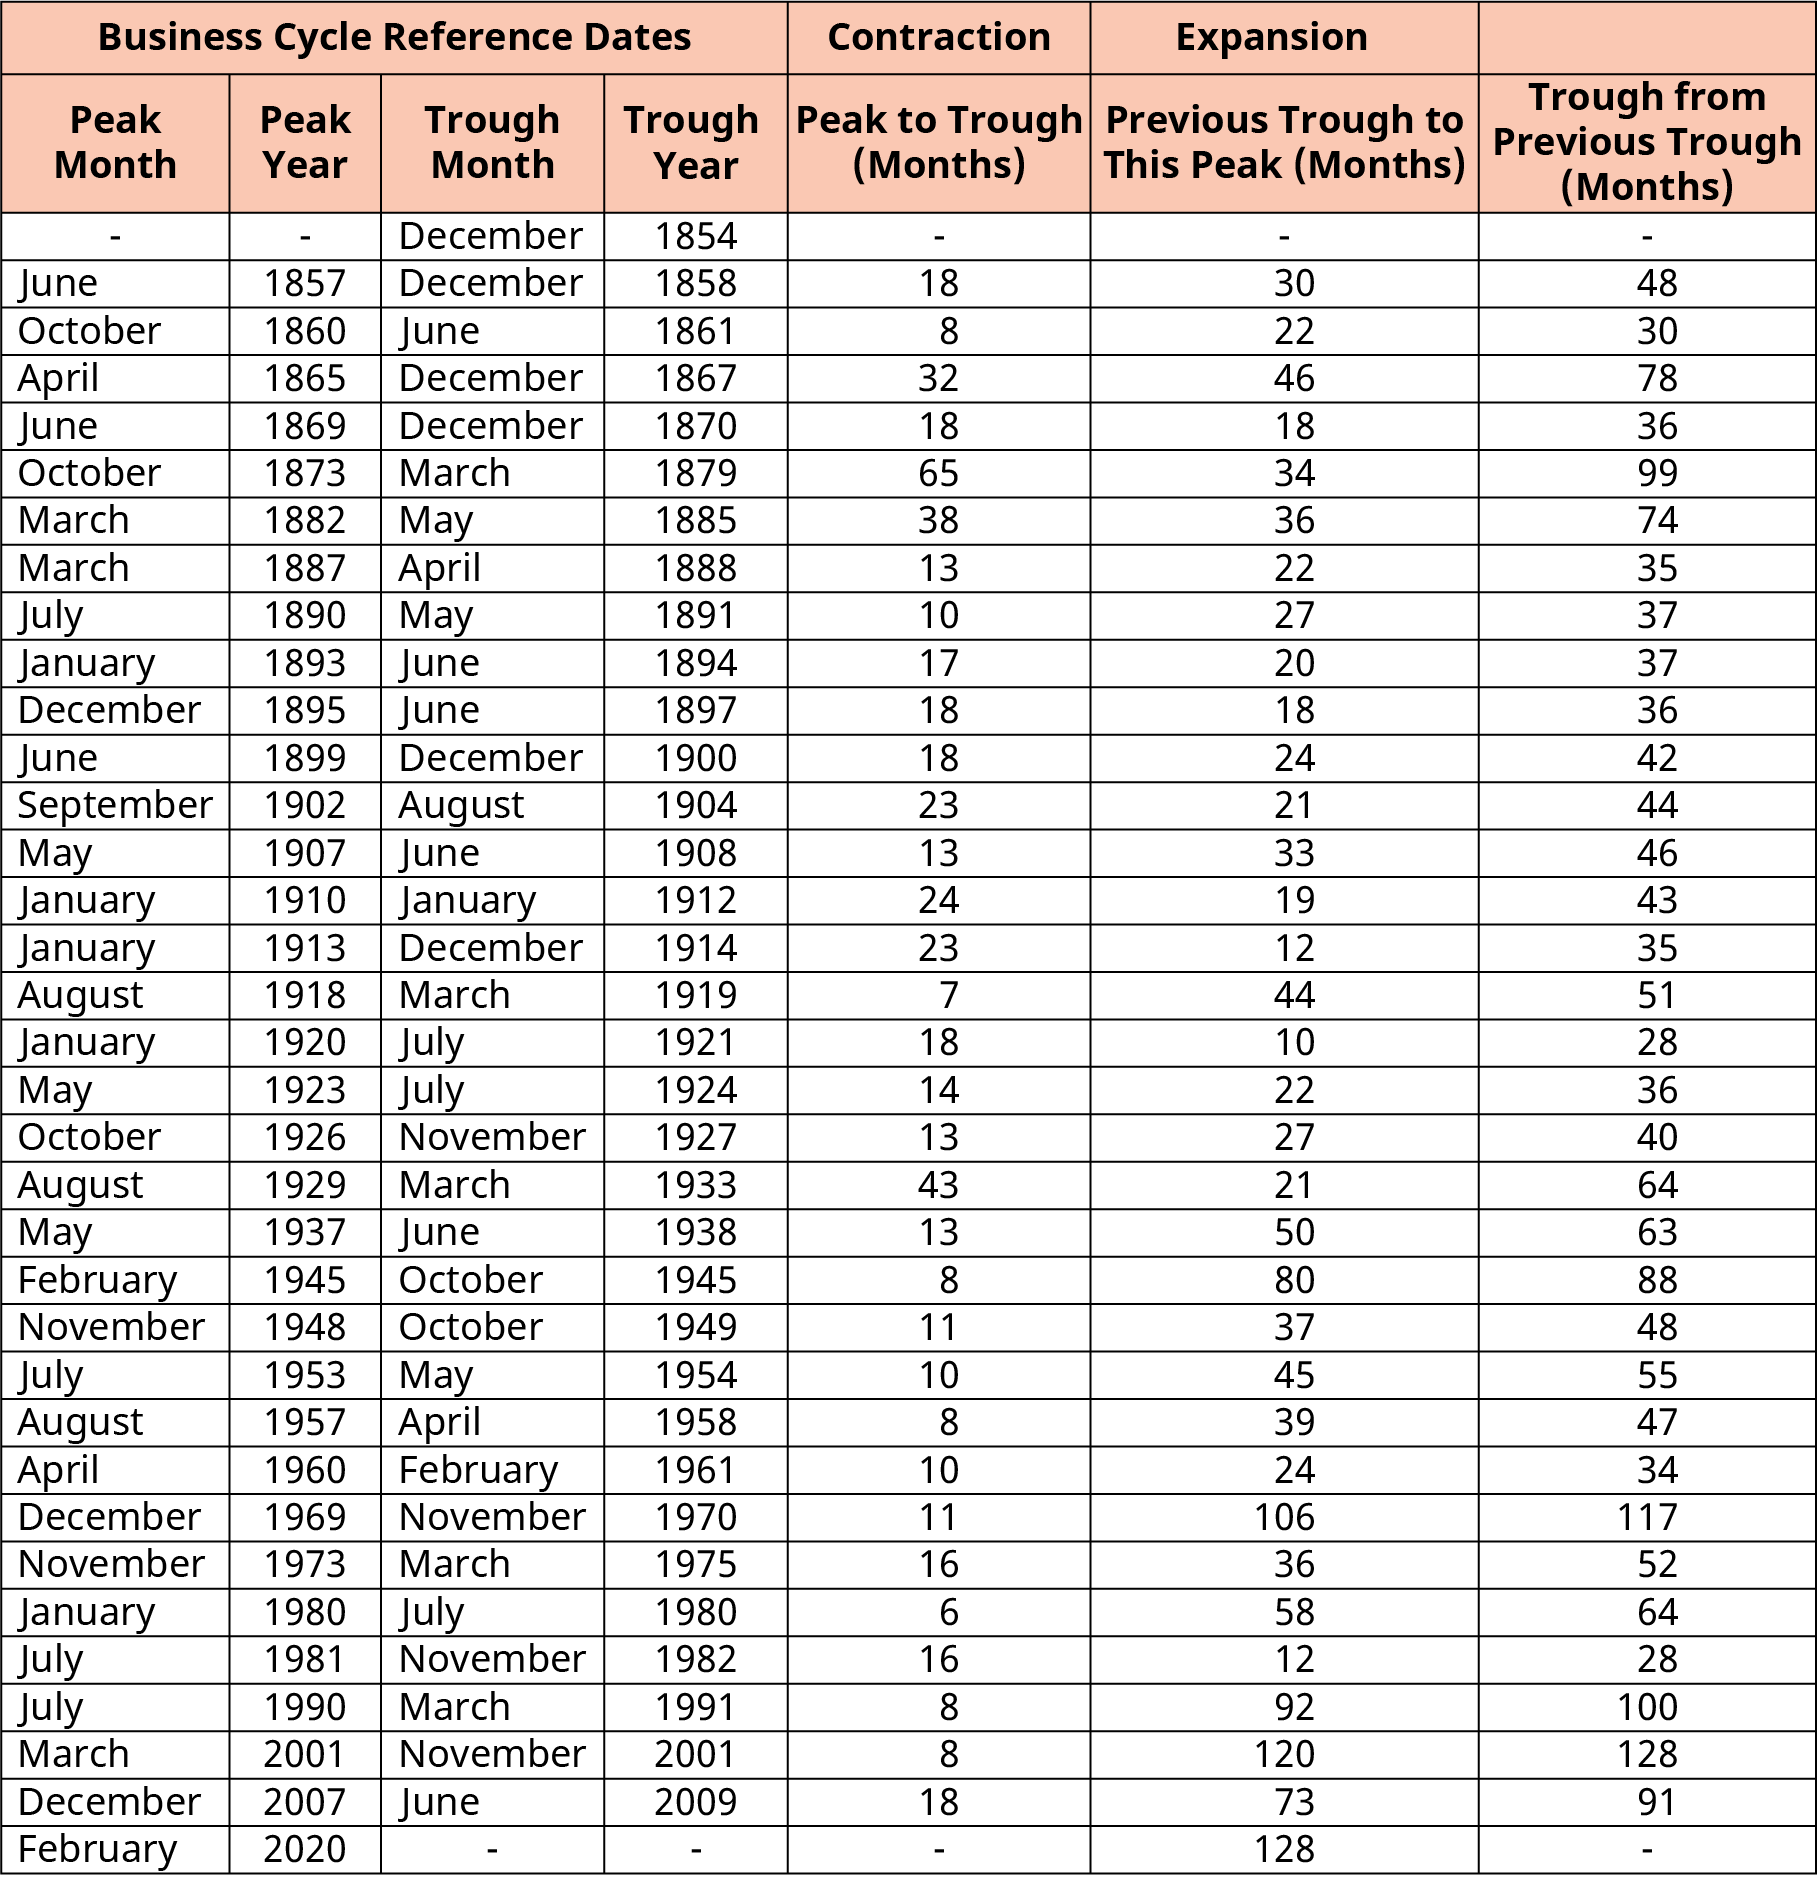 Business Cycle Reference Dates Contraction Expansion
Peak Month Peak Year Trough Month Trough Year Peak to Trough (Months) Previous Trough to This Peak (Months) Trough from Previous Trough (Months)
- - December 1854 - - -
June 1857 December 1858 18 30 48
October 1860 June 1861 8 22 30
April 1865 December 1867 32 46 78
June 1869 December 1870 18 18 36
October 1873 March 1879 65 34 99
March 1882 May 1885 38 36 74
March 1887 April 1888 13 22 35
July 1890 May 1891 10 27 37
January 1893 June 1894 17 20 37
December 1895 June 1897 18 18 36
June 1899 December 1900 18 24 42
September 1902 August 1904 23 21 44
May 1907 June 1908 13 33 46
January 1910 January 1912 24 19 43
January 1913 December 1914 23 12 35
August 1918 March 1919 7 44 51
January 1920 July 1921 18 10 28
May 1923 July 1924 14 22 36
October 1926 November 1927 13 27 40
August 1929 March 1933 43 21 64
May 1937 June 1938 13 50 63
February 1945 October 1945 8 80 88
November 1948 October 1949 11 37 48
July 1953 May 1954 10 45 55
August 1957 April 1958 8 39 47
April 1960 February 1961 10 24 34
December 1969 November 1970 11 106 117
November 1973 March 1975 16 36 52
January 1980 July 1980 6 58 64
July 1981 November 1982 16 12 28
July 1990 March 1991 8 92 100
March 2001 November 2001 8 120 128
December 2007 June 2009 18 73 91
February 2020 - - - 128 -